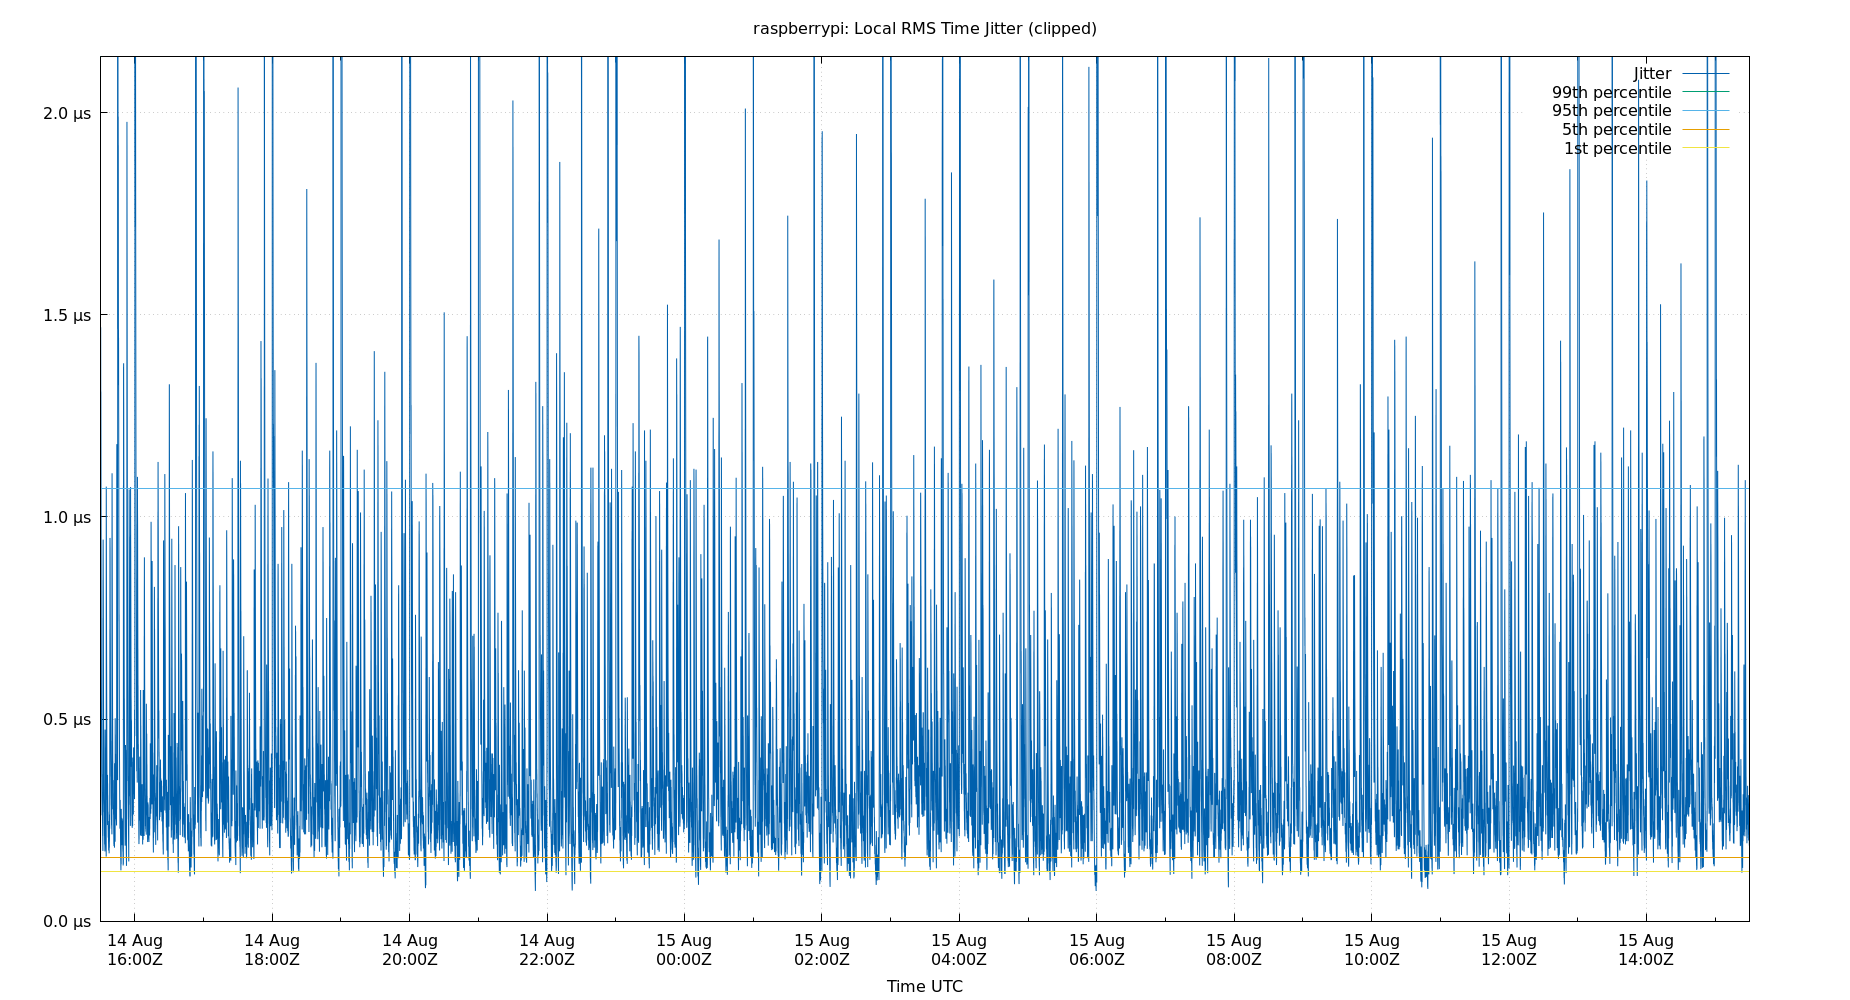 raspberrypi: Local RMS Time Jitter (clipped)
Jitter
99th percentile
95th percentile
5th percentile
1st percentile
2.0 µs
1.5 µs
1.0 µs
0.5 µs
0.0 µs
14 Aug 14 Aug 14 Aug 14 Aug 15 Aug 15 Aug 15 Aug 15 Aug 15 Aug 15 Aug 15 Aug 15 Aug
16:00Z 18:00Z 20:00Z 22:00Z 00:00Z 02:00Z 04:00Z 06:00Z 08:00Z 10:00Z 12:00Z 14:00Z
Time UTC